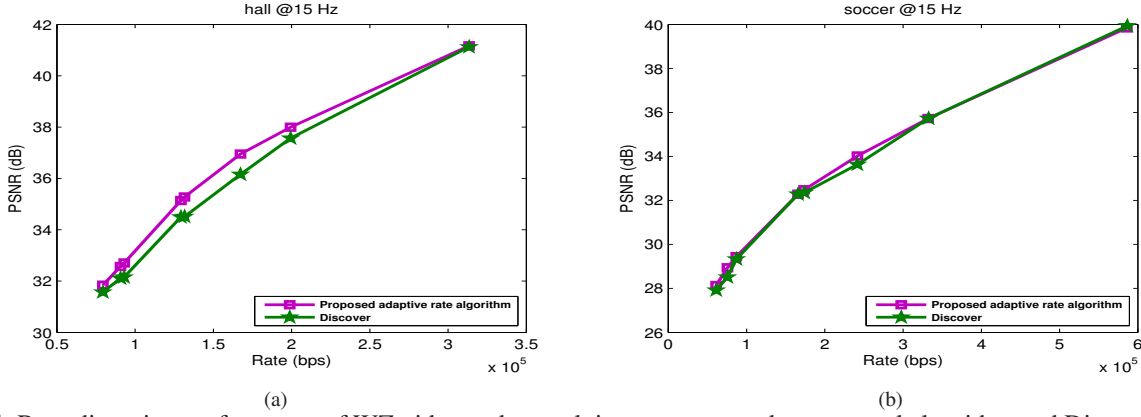 hall @15 Hz
42
40
38
36
34
32
30
PSNR (dB)
Proposed adaptive rate algorithm
Discover
0.5 1 1.5 2 2.5 3 3.5
Rate (bps)
x 10^5
(a)
soccer @15 Hz
40
38
36
34
32
30
28
26
PSNR (dB)
Proposed adaptive rate algorithm
Discover
0 1 2 3 4 5 6
Rate (bps)
x 10^5
(b)
of WZ video